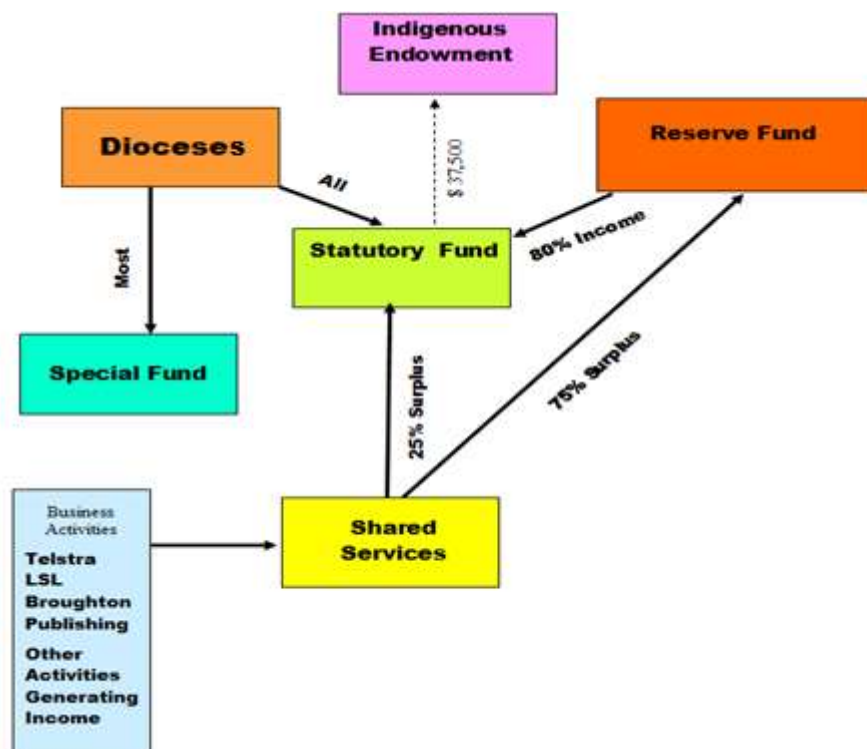 Indigenous
Endowment
Reserve Fund
Dioceses
All
$ 37,500
80% Income
Statutory Fund
Most
Special Fund
25% Surplus
75% Surplus
Business
Activities
Telstra
LSL
Broughton
Publishing
Other
Activities
Generating
Income
Shared
Services